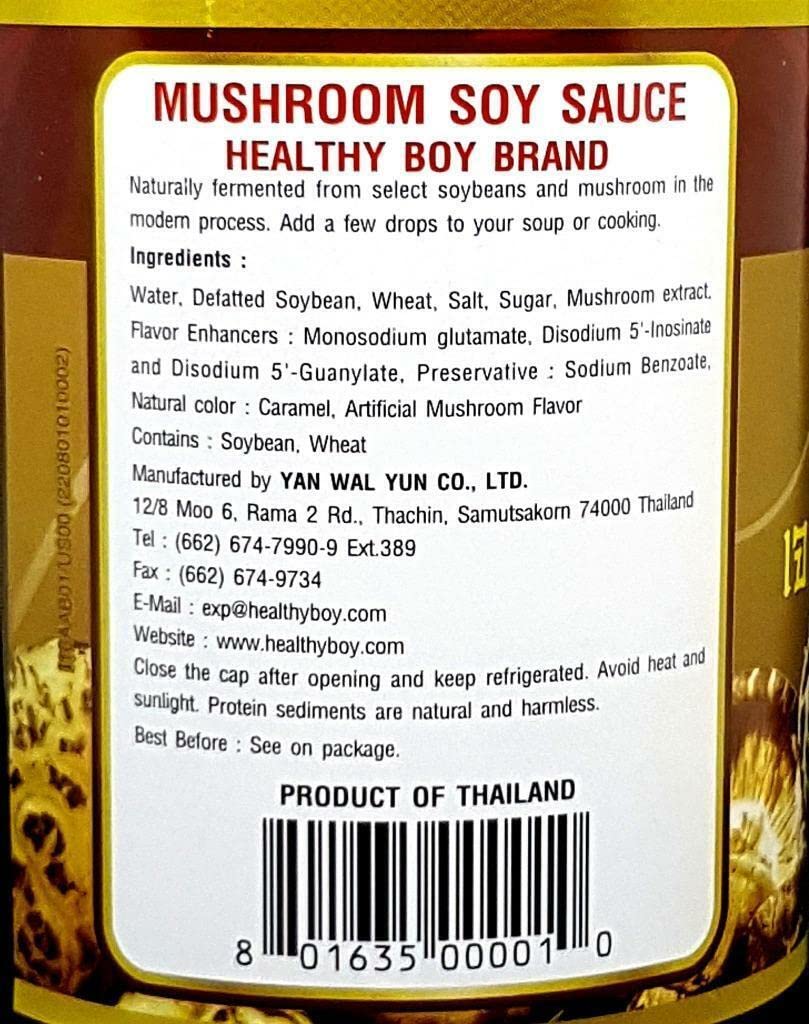 MUSHROOM SOY SAUCE
HEALTHY BOY BRAND
Naturally fermented from select soybeans and mushroom in the
modern process. Add a few drops to your soup or cooking.
Ingredients :
Water, Defatted Soybean, Wheat, Salt, Sugar, Mushroom extract.
Flavor Enhancers : Monosodium glutamate, Disodium 5'-Inosinate
and Disodium 5'-Guanylate, Preservative : Sodium Benzoate,
Natural color : Caramel, Artificial Mushroom Flavor
Contains : Soybean, Wheat
Manufactured by YAN WAL YUN CO., LTD.
12/8 Moo 6, Rama 2 Rd., Thachin, Samutsakorn 74000 Thailand
Tel : (662) 674-7990-9 Ext.389
Fax : (662) 674-9734
E-Mail : exp@healthyboy.com
Website : www.healthyboy.com
Close the cap after opening and keep refrigerated. Avoid heat and
sunlight. Protein sediments are natural and harmless.
Best Before : See on package.
PRODUCT OF THAILAND
8 01635 00001 0
(220801010002)